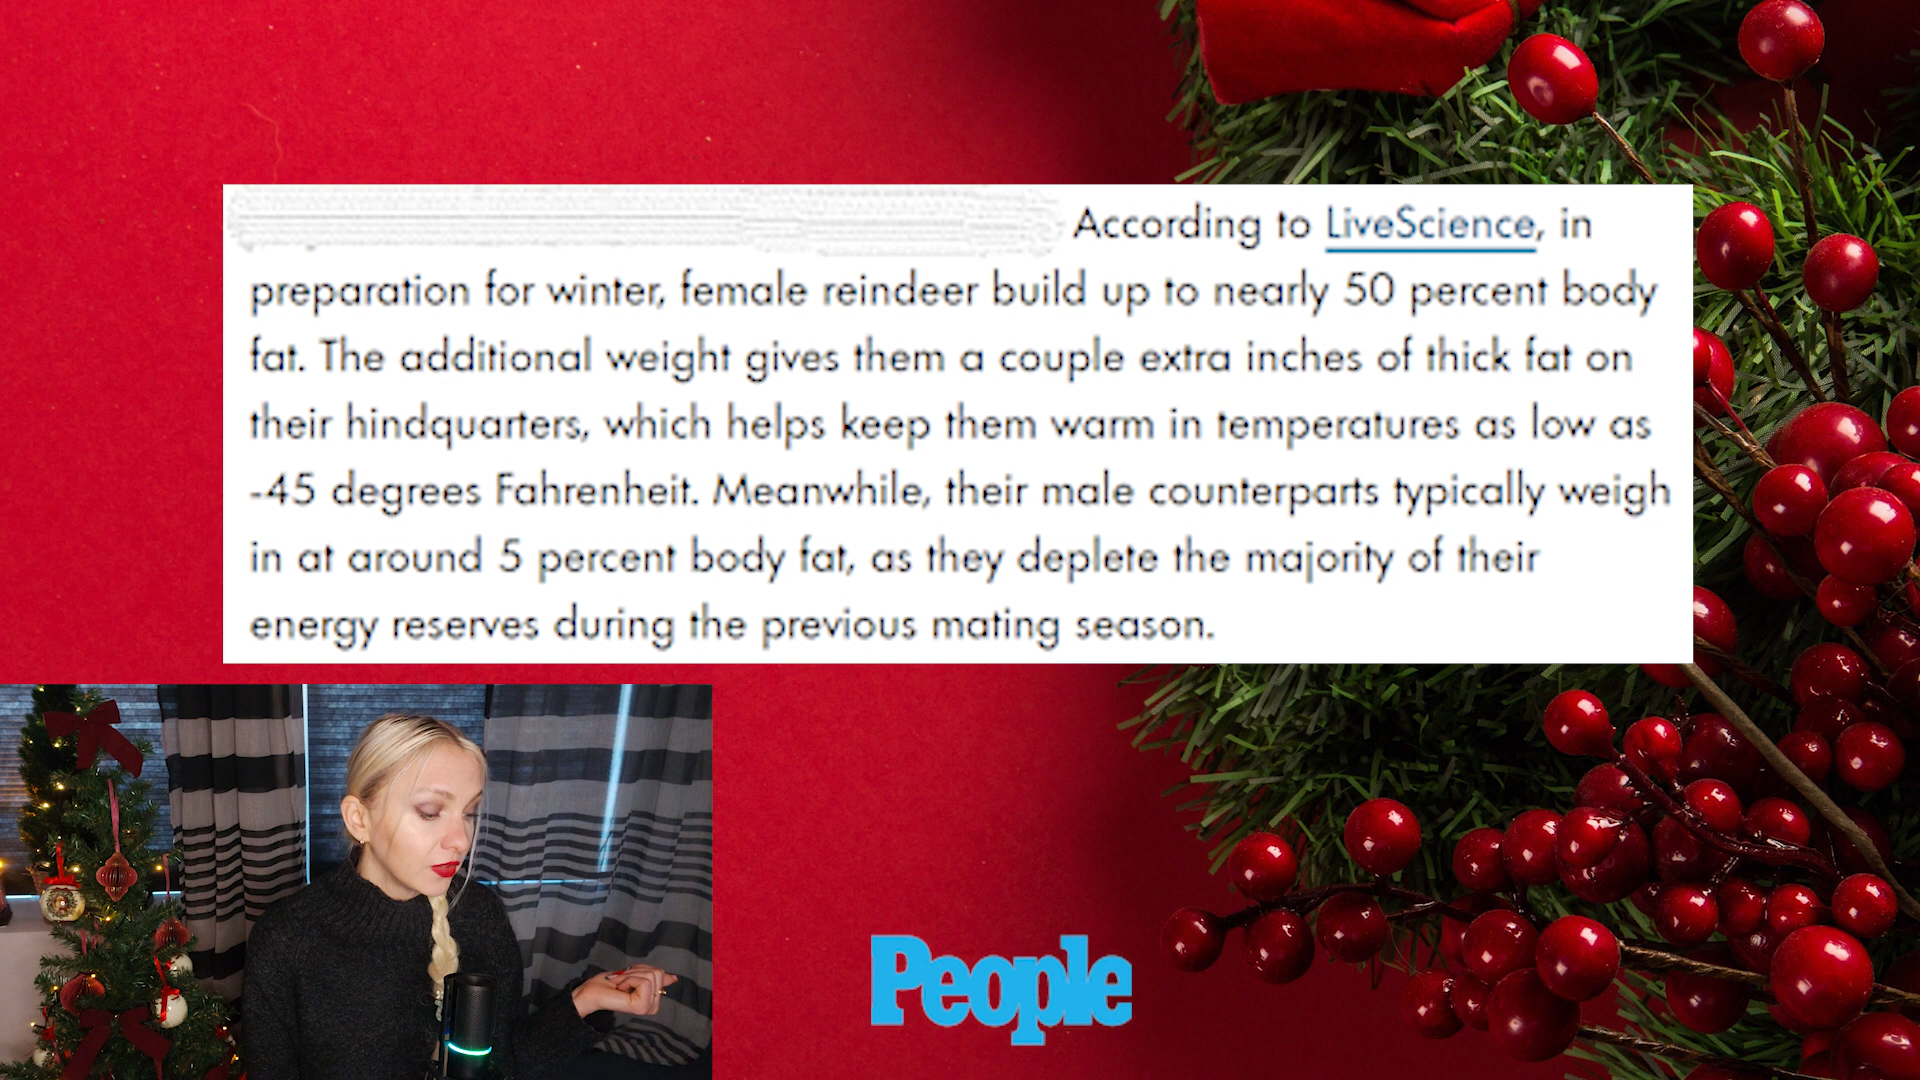 According to LiveScience, in
preparation for winter, female reindeer build up to nearly 50 percent body
fat. The additional weight gives them a couple extra inches of thick fat on
their hindquarters, which helps keep them warm in temperatures as low as
-45 degrees Fahrenheit. Meanwhile, their male counterparts typically weigh
in at around 5 percent body fat, as they deplete the majority of their
energy reserves during the previous mating season.
People